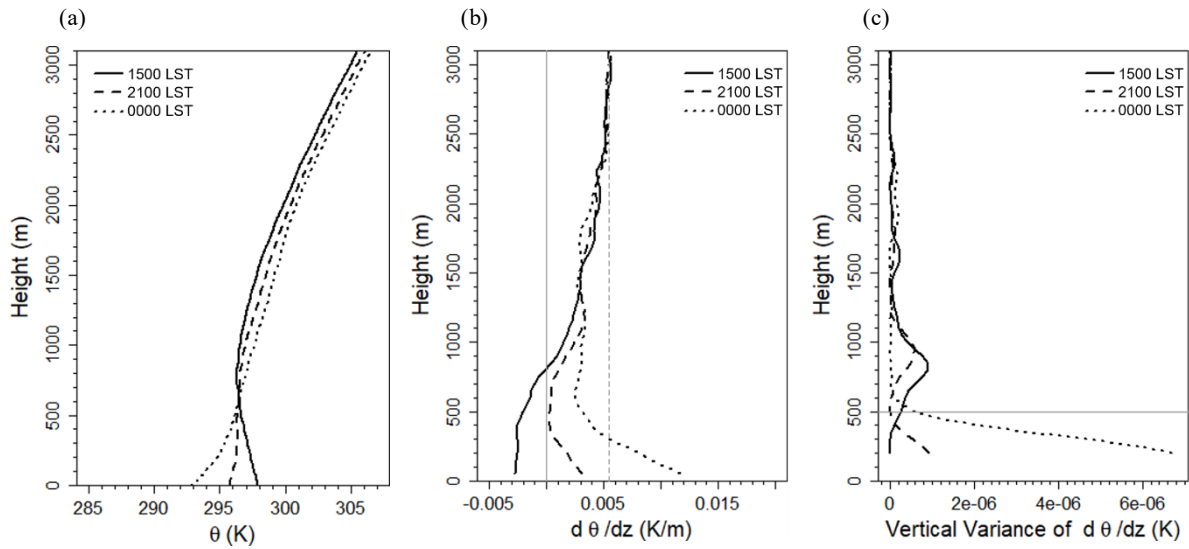 (a)
Height (m)
3000
2500
2000
1500
1000
500
0
1500 LST
2100 LST
0000 LST
285 290 295 300 305
θ (K)
(b)
Height (m)
3000
2500
2000
1500
1000
500
0
1500 LST
2100 LST
0000 LST
-0.005 0.005 0.015
d θ /dz (K/m)
(c)
Height (m)
3000
2500
2000
1500
1000
500
0
1500 LST
2100 LST
0000 LST
0 2e-06 4e-06 6e-06
Vertical Variance of d θ /dz (K)